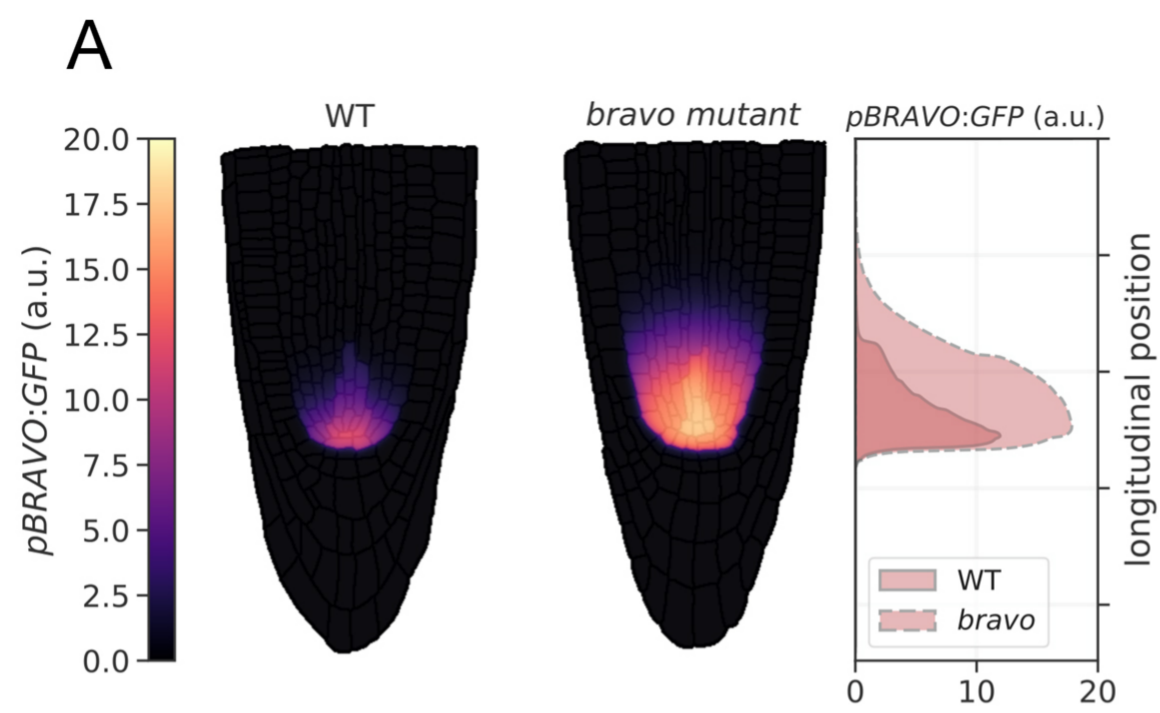 A
WT
bravo mutant
pBRAVO:GFP (a.u.)
20.0
17.5
15.0
12.5
10.0
7.5
5.0
2.5
0.0
pBRAVO:GFP (a.u.)
longitudinal position
WT
bravo
0 10 20